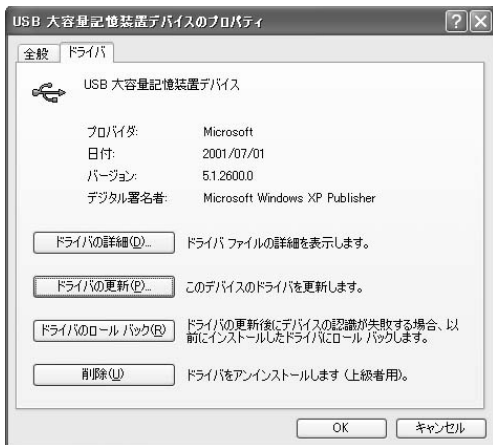 USB 大容量記憶装置デバイスのプロパティ
全般
ドライバ
USB 大容量記憶装置デバイス
プロバイダ: Microsoft
日付: 2001/07/01
バージョン: 5.1.2600.0
デジタル署名者: Microsoft Windows XP Publisher
ドライバの詳細(D)... ドライバ ファイルの詳細を表示します。
ドライバの更新(P)... このデバイスのドライバを更新します。
ドライバのロール バック(R) ドライバの更新後にデバイスの認識が失敗する場合、以
前にインストールしたドライバにロール バックします。
削除(U) ドライバをアンインストールします (上級者用)。
OK キャンセル